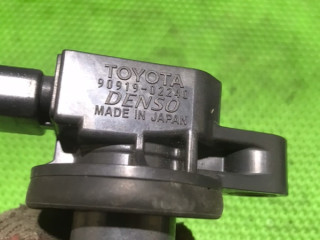 TOYOTA
90919-02240
DENSO
MADE IN JAPAN